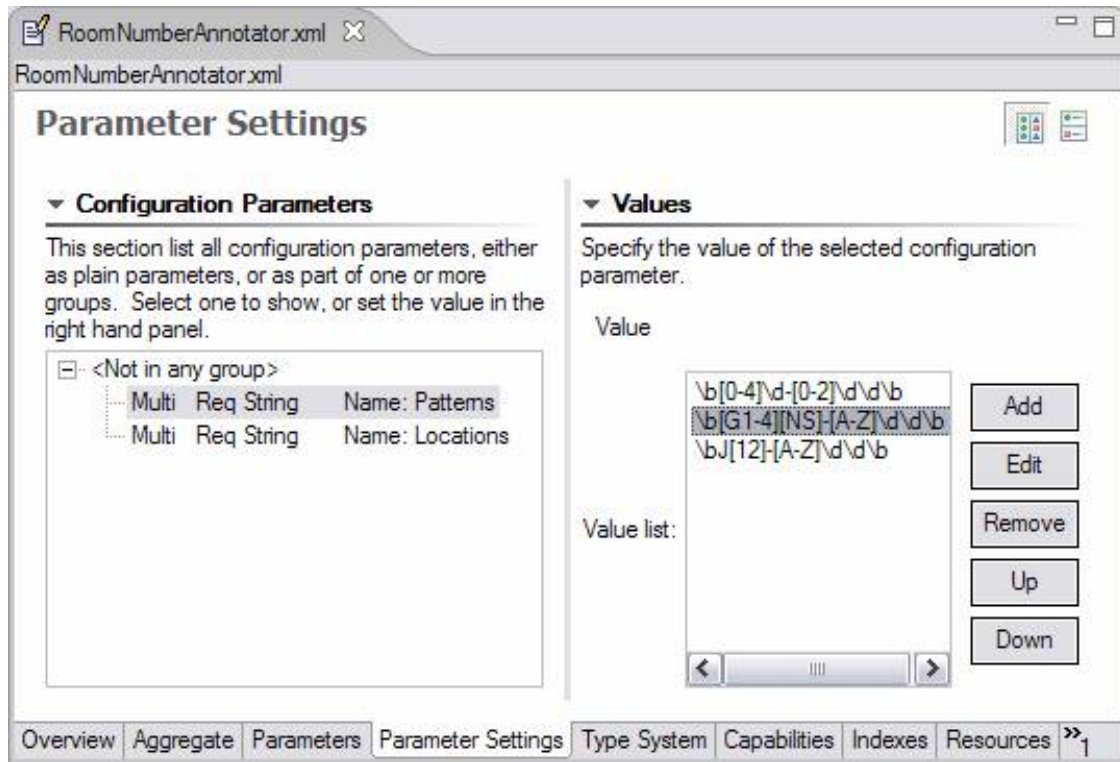 RoomNumberAnnotator.xml
RoomNumberAnnotator.xml
Parameter Settings
Configuration Parameters
This section list all configuration parameters, either
as plain parameters, or as part of one or more
groups. Select one to show, or set the value in the
right hand panel.
<Not in any group>
Multi Req String Name: Patterns
Multi Req String Name: Locations
Values
Specify the value of the selected configuration
parameter.
Value
Value list:
\b[0-4]\d-[0-2]\d\d\b
\b[G1-4][NS]-[A-Z]\d\d\b
\bJ[12]-[A-Z]\d\d\b
Add
Edit
Remove
Up
Down
Overview Aggregate Parameters Parameter Settings Type System Capabilities Indexes Resources »1